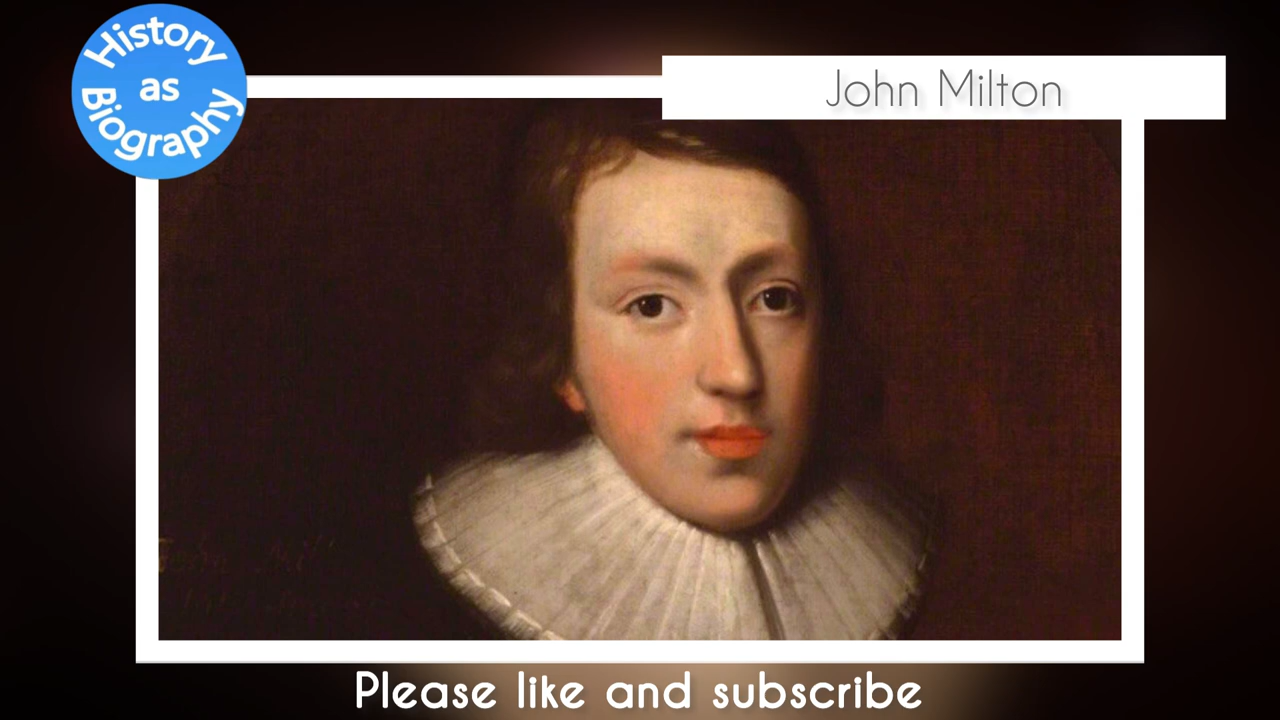 History
as
Biography
John Milton
Please like and subscribe